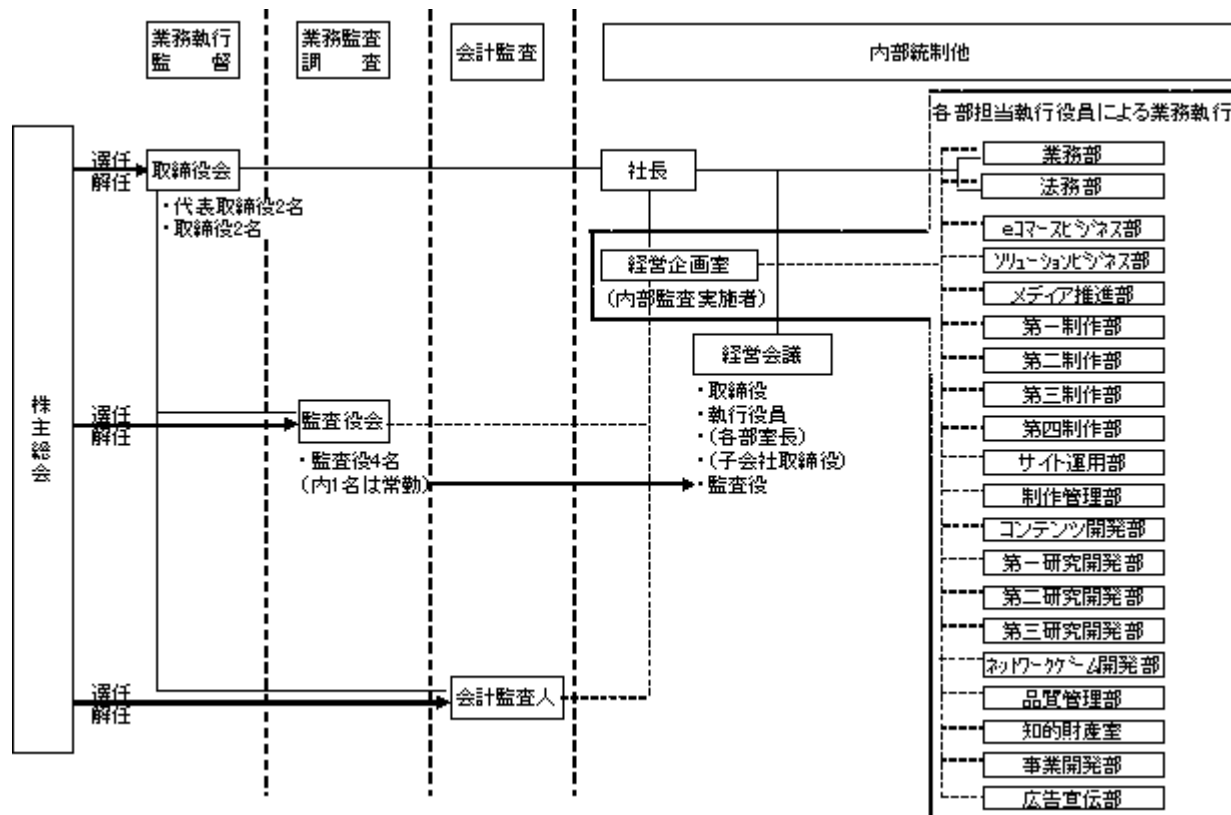 業務執行
監　督
業務監査
調　査
会計監査
内部統制他
各部担当執行役員による業務執行
株主総会
選任
解任
取締役会
・代表取締役2名
・取締役2名
社長
業務部
法務部
eコマースビジネス部
ソリューションビジネス部
経営企画室
(内部監査実施者)
メディア推進部
第一制作部
経営会議
・取締役
・執行役員
・(各部室長)
・(子会社取締役)
・監査役
第二制作部
第三制作部
第四制作部
選任
解任
監査役会
・監査役4名
(内1名は常勤)
サイト運用部
制作管理部
コンテンツ開発部
第一研究開発部
第二研究開発部
第三研究開発部
ネットワークゲーム開発部
選任
解任
会計監査人
品質管理部
知的財産室
事業開発部
広告宣伝部